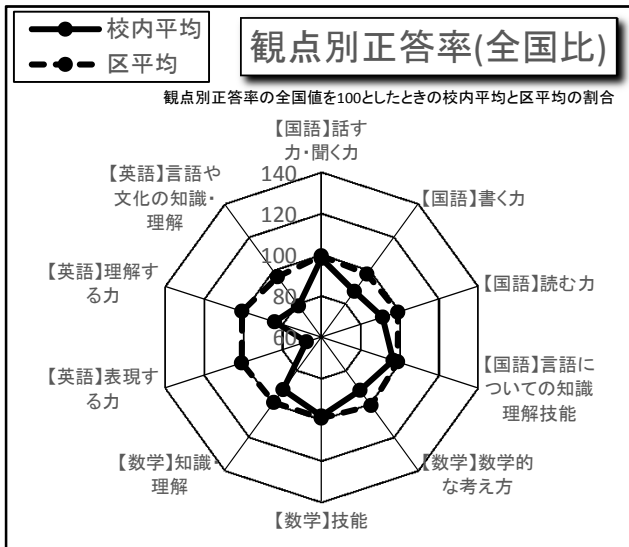 校内平均
区平均
観点別正答率(全国比)
観点別正答率の全国値を100としたときの校内平均と区平均の割合
【国語】話す
力・聞く力
【国語】書く力
【国語】読む力
【国語】言語に
ついての知識
理解技能
【数学】数学的
な考え方
【数学】技能
【数学】知識・
理解
【英語】表現す
る力
【英語】理解す
る力
【英語】言語や
文化の知識・
理解
140
120
100
80
60